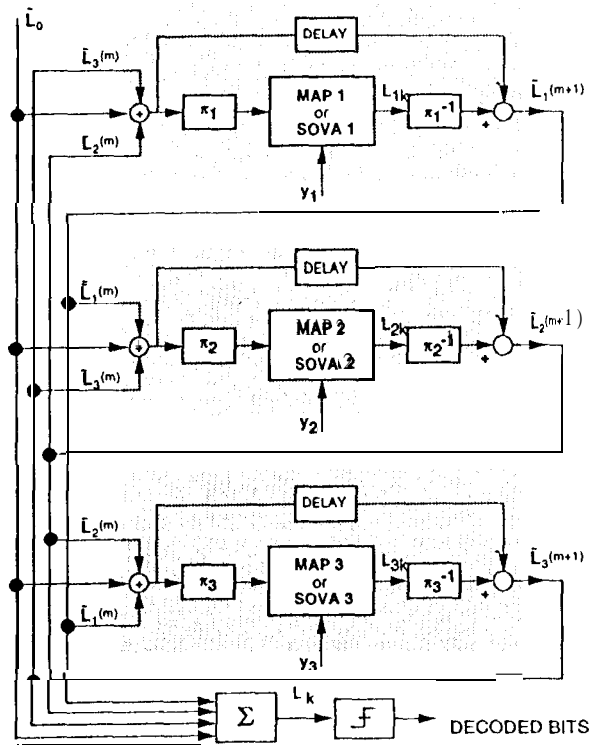 L̃₀
DELAY
L̃₃(m)
+
π₁
MAP 1
or
SOVA 1
L₁ₖ
π₁⁻¹
-
+
L̃₁(m+1)
L̃₂(m)
y₁
DELAY
L̃₁(m)
+
π₂
MAP 2
or
SOVA 2
L₂ₖ
π₂⁻¹
-
+
L̃₂(m+1)
L̃₃(m)
y₂
DELAY
L̃₂(m)
+
π₃
MAP 3
or
SOVA 3
L₃ₖ
π₃⁻¹
-
+
L̃₃(m+1)
L̃₁(m)
y₃
Σ
Lₖ
DECODED BITS